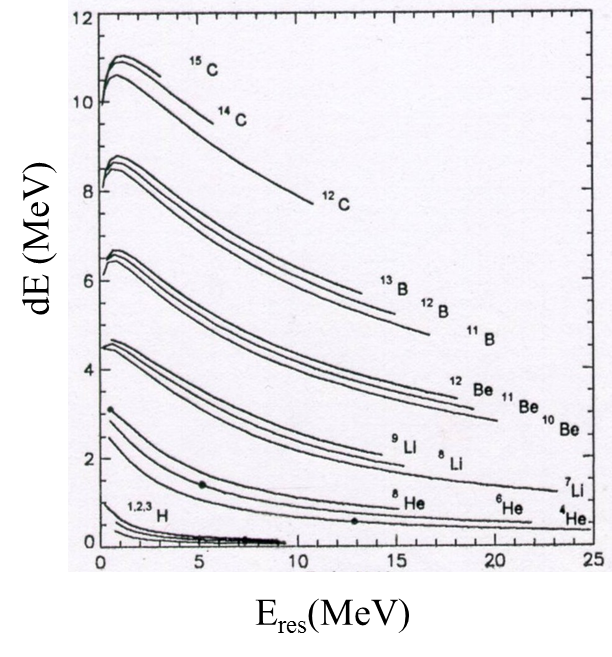 12
10
8
6
4
2
0
dE (MeV)
¹⁵C
¹⁴C
¹²C
¹³B
¹²B
¹¹B
¹²Be
¹¹Be
¹⁰Be
⁹Li
⁸Li
⁷Li
⁸He
⁶He
⁴He
¹,²,³H
0 5 10 15 20 25
E_res(MeV)